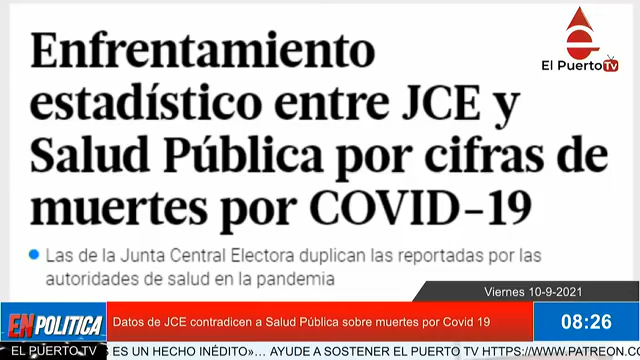 El Puerto Tv
Enfrentamiento
estadístico entre JCE y
Salud Pública por cifras de
muertes por COVID-19
Las de la Junta Central Electora duplican las reportadas por las
autoridades de salud en la pandemia
Viernes 10-9-2021
EN POLITICA
Datos de JCE contradicen a Salud Pública sobre muertes por Covid 19
08:26
EL PUERTO TV
ES UN HECHO INÉDITO»... AYUDE A SOSTENER EL PUERTO TV HTTPS://WWW.PATREON.C